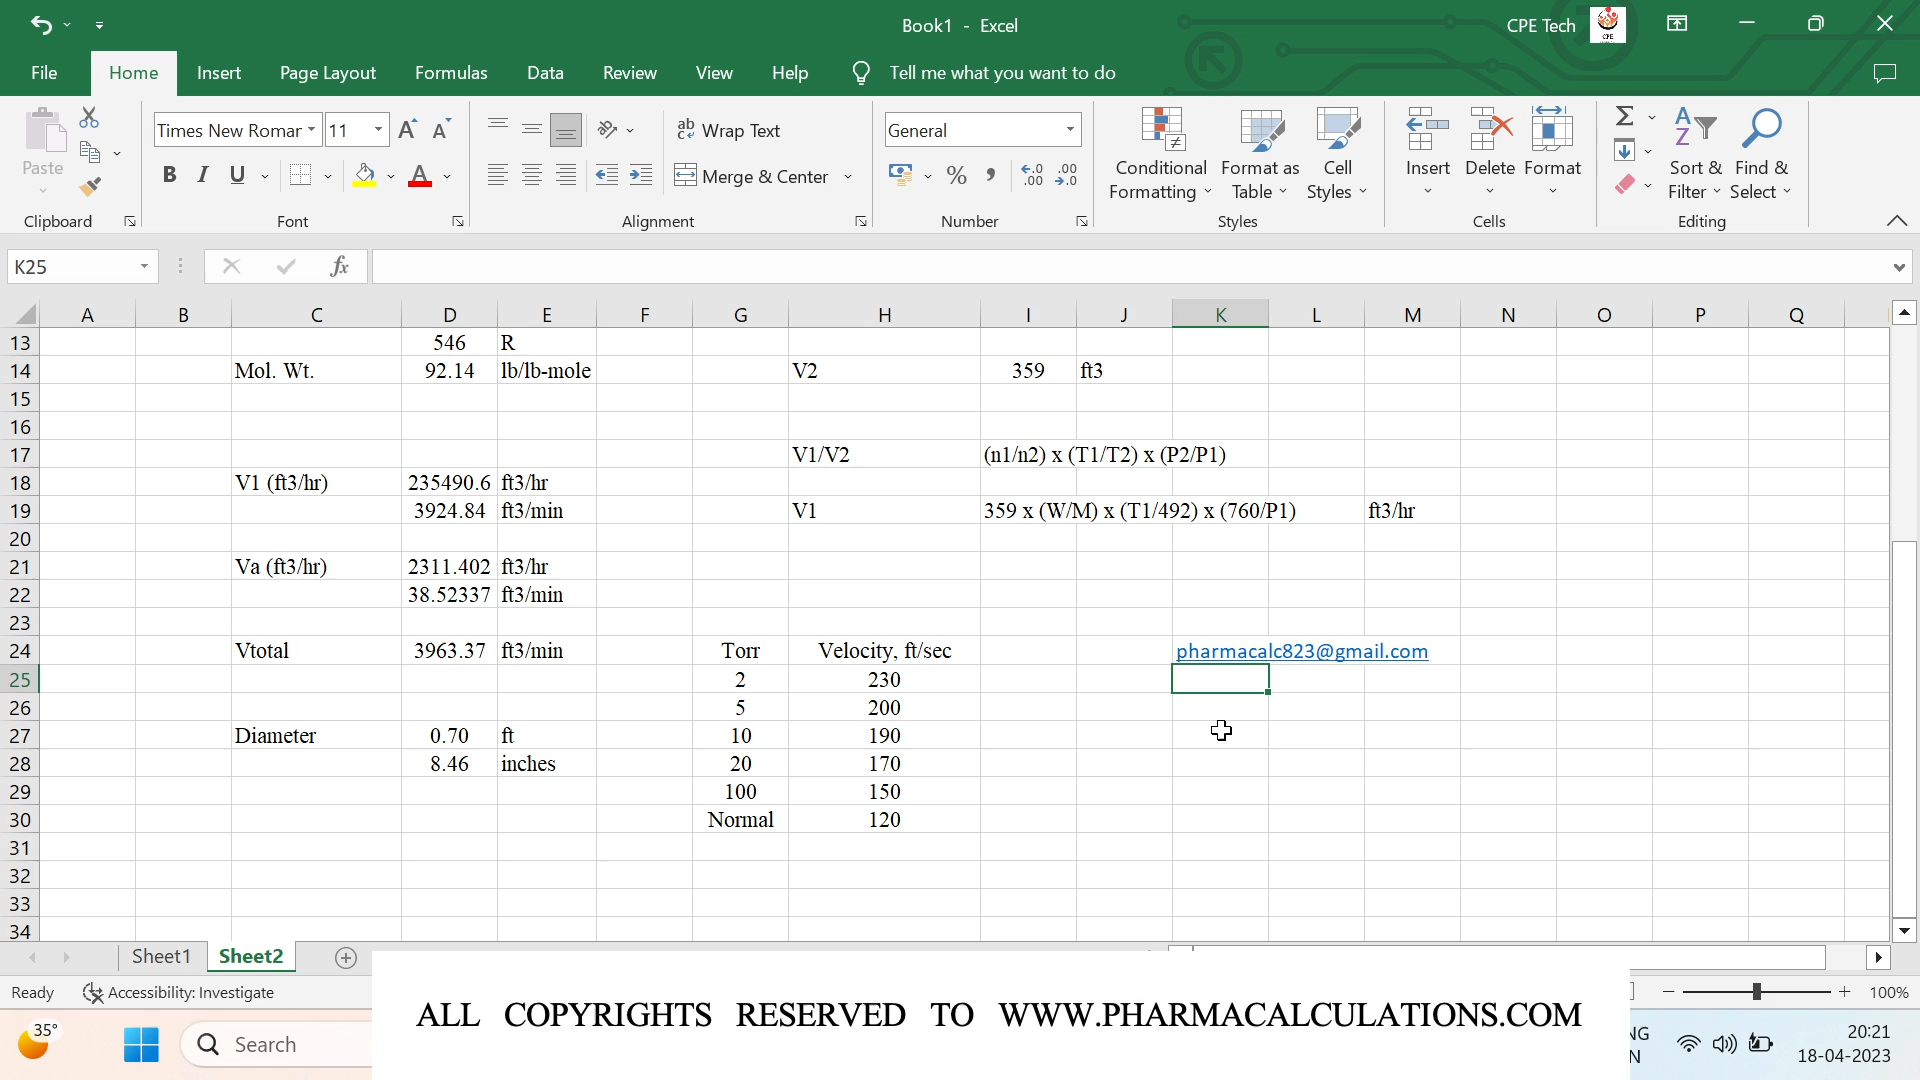 Book1 - Excel
CPE Tech
CPE
File Home Insert Page Layout Formulas Data Review View Help Tell me what you want to do
Paste
Clipboard
Times New Romar 11
B I U
Font
Wrap Text
Merge & Center
Alignment
General
Number
Conditional Formatting
Format as Table
Cell Styles
Styles
Insert Delete Format
Cells
Sort & Filter
Find & Select
Editing
K25
fx
A B C D E F G H I J K L M N O P Q
13 546 R
14 Mol. Wt. 92.14 lb/lb-mole V2 359 ft3
15
16
17 V1/V2 (n1/n2) x (T1/T2) x (P2/P1)
18 V1 (ft3/hr) 235490.6 ft3/hr
19 3924.84 ft3/min V1 359 x (W/M) x (T1/492) x (760/P1) ft3/hr
20
21 Va (ft3/hr) 2311.402 ft3/hr
22 38.52337 ft3/min
23
24 Vtotal 3963.37 ft3/min Torr Velocity, ft/sec pharmacalc823@gmail.com
25 2 230
26 5 200
27 Diameter 0.70 ft 10 190
28 8.46 inches 20 170
29 100 150
30 Normal 120
31
32
33
34
Sheet1 Sheet2
Ready Accessibility: Investigate
100%
ALL COPYRIGHTS RESERVED TO WWW.PHARMACALCULATIONS.COM
35°
Search
20:21
18-04-2023